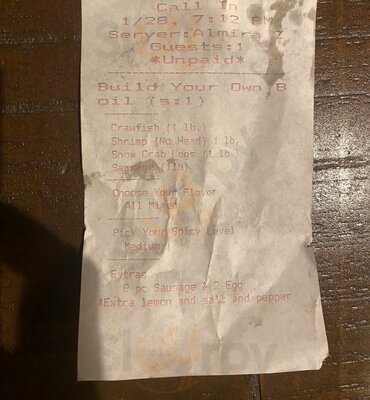 Call In
1/28, 7:12 PM
Server:Almira Z
Guests:1
*Unpaid*
Build Your Own B
oil (s:1)
Crawfish (1 lb.)
Shrimp (No Head) 1 lb
Snow Crab Legs (1 lb
(1lb)
Choose Your Flavor
All Mixed
Pick Your Spicy Level
Medium
Extras
pc Sausage & 2 Egg
*Extra lemon and salt and pepper